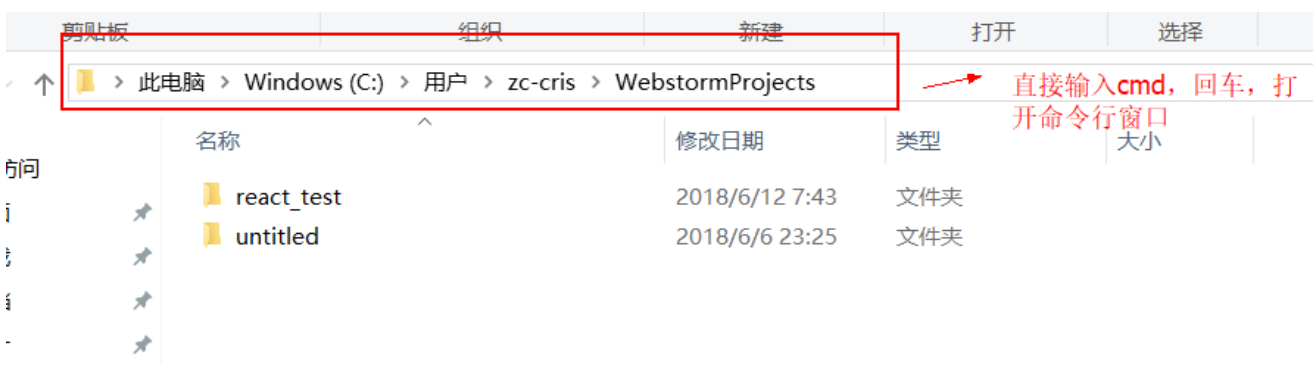 剪贴板 组织 新建 打开 选择
此电脑 > Windows (C:) > 用户 > zc-cris > WebstormProjects
直接输入cmd，回车，打
开命令行窗口
名称 修改日期 类型 大小
访问
react_test 2018/6/12 7:43 文件夹
untitled 2018/6/6 23:25 文件夹